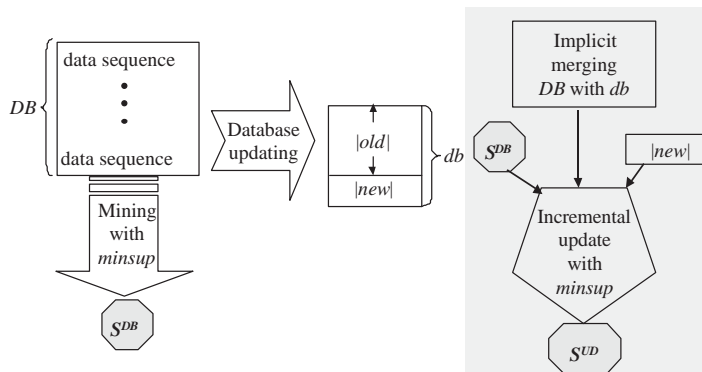 DB
data sequence
data sequence
Mining
with
minsup
S^DB
Database
updating
|old|
|new|
db
Implicit
merging
DB with db
S^DB
|new|
Incremental
update
with
minsup
S^UD